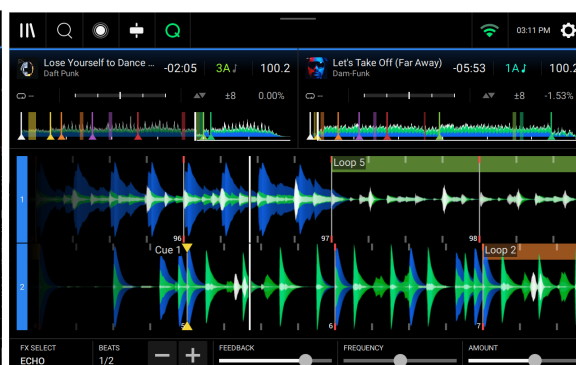 03:11 PM
Lose Yourself to Dance ...
Daft Punk
-02:05
3A
100.2
Let's Take Off (Far Away)
Dam-Funk
-05:53
1A
100.2
±8
0.00%
±8
-1.53%
Loop 5
1
96
97
98
Cue 1
Loop 2
2
6
7
FX SELECT
ECHO
BEATS
1/2
FEEDBACK
FREQUENCY
AMOUNT